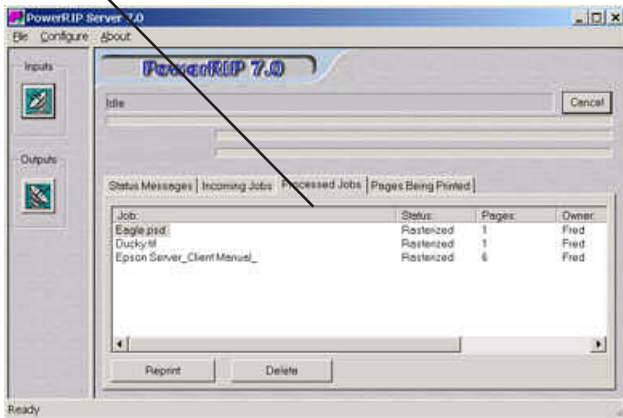 PowerRIP Server 7.0
File Configure About
Inputs
PowerRIP 7.0
Idle
Cancel
Outputs
Status Messages Incoming Jobs Processed Jobs Pages Being Printed
Job: Status: Pages: Owner:
Eagle.psd Rasterized 1 Fred
Ducky.tif Rasterized 1 Fred
Epson Server_Client Manual_ Rasterized 6 Fred
Reprint Delete
Ready